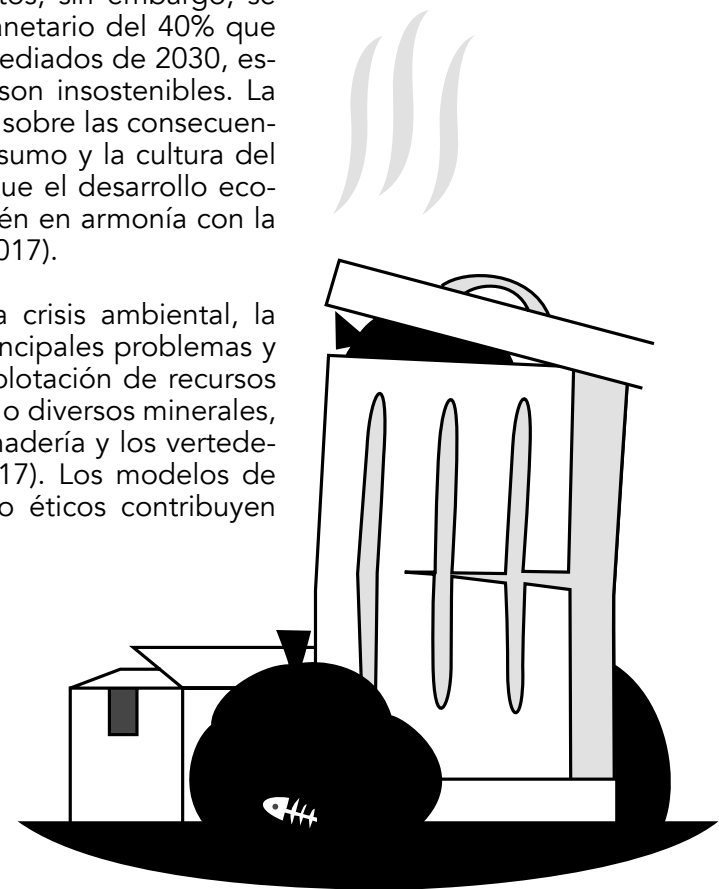 tos, sin embargo, se
anetario del 40% que
ediados de 2030, es-
son insostenibles. La
sobre las consecuen-
sumo y la cultura del
que el desarrollo eco-
én en armonía con la
017).
a crisis ambiental, la
ncipales problemas y
plotación de recursos
o diversos minerales,
nadería y los vertede-
17). Los modelos de
o éticos contribuyen